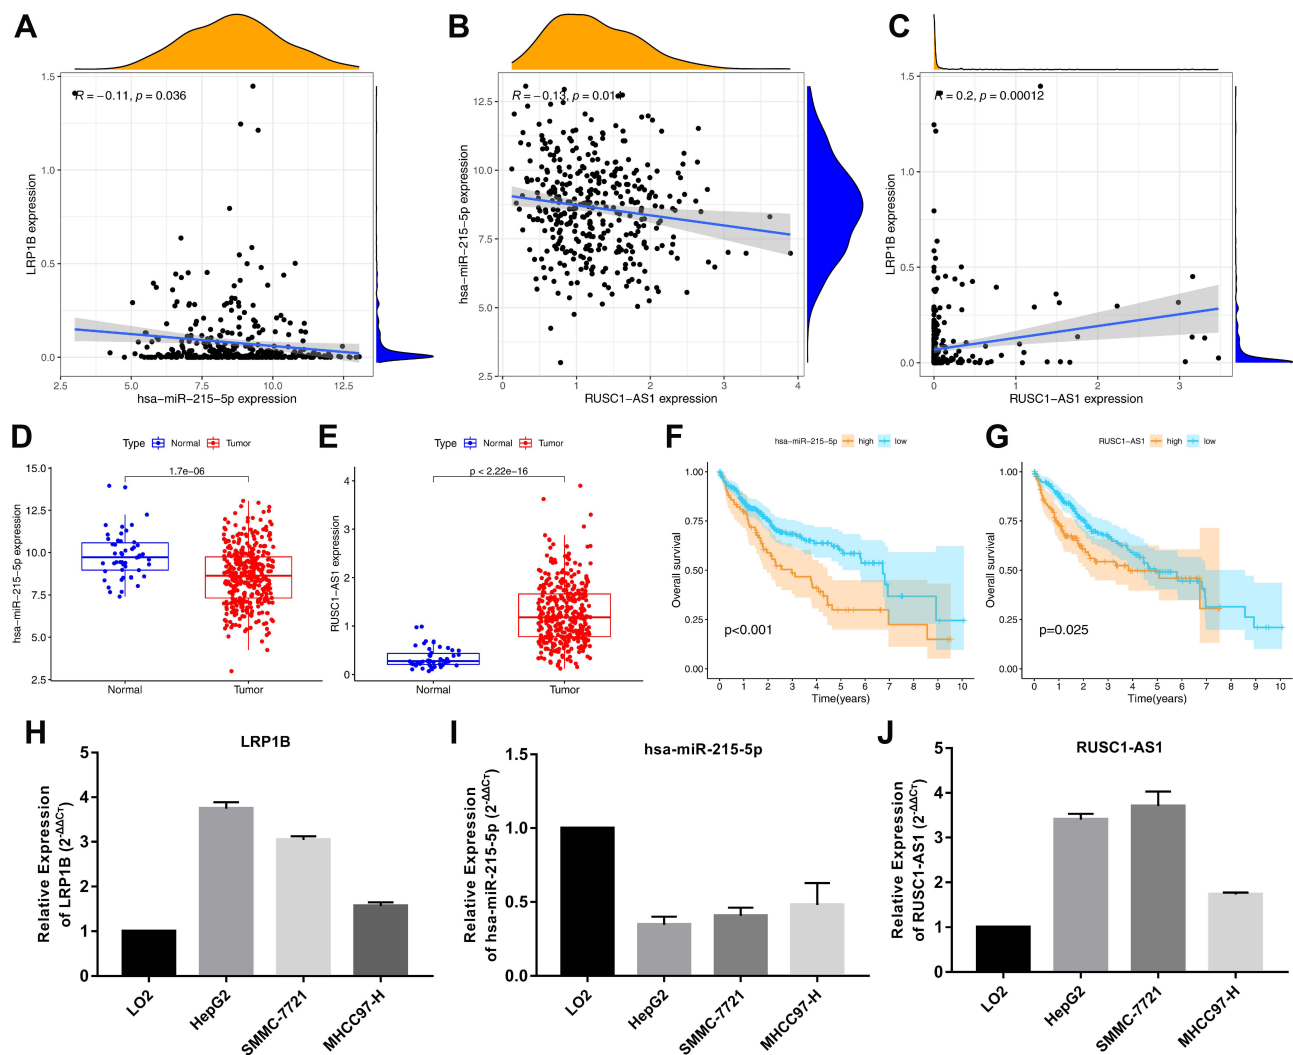 A
R = −0.11, p = 0.036
1.5
1.0
0.5
0.0
LRP1B expression
2.5 5.0 7.5 10.0 12.5
hsa−miR−215−5p expression
B
R = −0.13, p = 0.014
12.5
10.0
7.5
5.0
2.5
hsa−miR−215−5p expression
0 1 2 3 4
RUSC1−AS1 expression
C
R = 0.2, p = 0.00012
1.5
1.0
0.5
0.0
LRP1B expression
0 1 2 3
RUSC1−AS1 expression
D
Type Normal Tumor
1.7e−06
15.0
12.5
10.0
7.5
5.0
2.5
hsa−miR−215−5p expression
Normal Tumor
E
Type Normal Tumor
p < 2.22e−16
4
3
2
1
0
RUSC1−AS1 expression
Normal Tumor
F
hsa−miR−215−5p high low
1.00
0.75
0.50
0.25
0.00
Overall survival
p<0.001
0 1 2 3 4 5 6 7 8 9 10
Time(years)
G
RUSC1−AS1 high low
1.00
0.75
0.50
0.25
0.00
Overall survival
p=0.025
0 1 2 3 4 5 6 7 8 9 10
Time(years)
H
LRP1B
5
4
3
2
1
0
Relative Expression
of LRP1B (2-ΔΔCT)
LO2 HepG2 SMMC-7721 MHCC97-H
I
hsa-miR-215-5p
1.5
1.0
0.5
0.0
Relative Expression
of hsa-miR-215-5p (2-ΔΔCT)
LO2 HepG2 SMMC-7721 MHCC97-H
J
RUSC1-AS1
5
4
3
2
1
0
Relative Expression
of RUSC1-AS1 (2-ΔΔCT)
LO2 HepG2 SMMC-7721 MHCC97-H